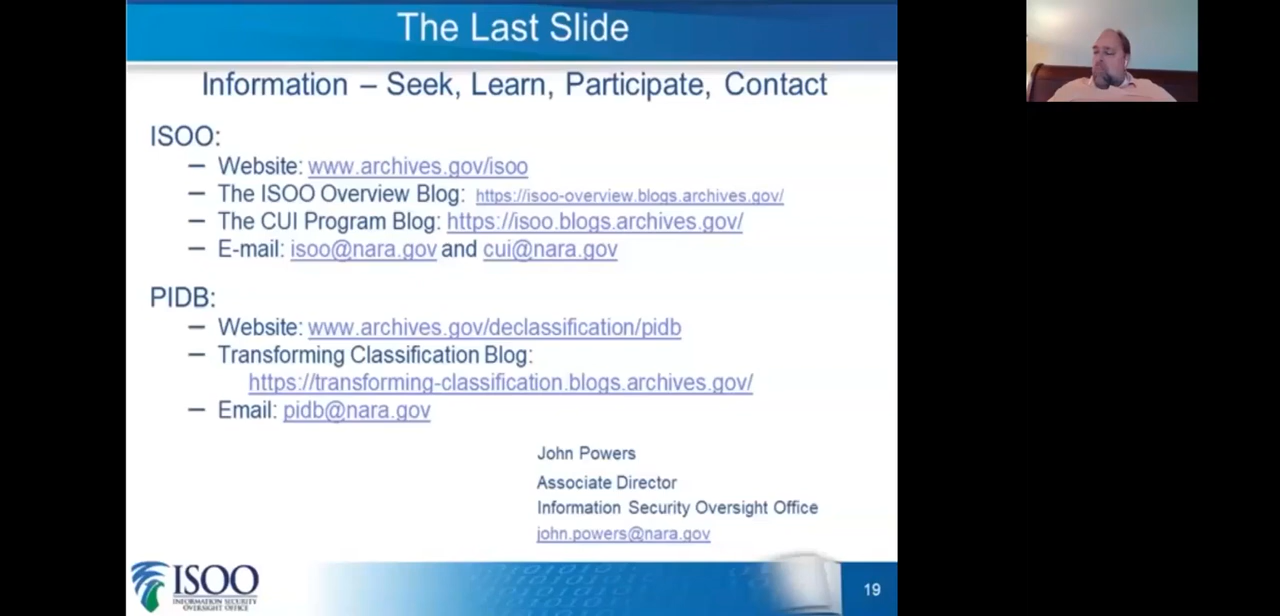 The Last Slide
Information – Seek, Learn, Participate, Contact
ISOO:
– Website: www.archives.gov/isoo
– The ISOO Overview Blog: https://isoo-overview.blogs.archives.gov/
– The CUI Program Blog: https://isoo.blogs.archives.gov/
– E-mail: isoo@nara.gov and cui@nara.gov
PIDB:
– Website: www.archives.gov/declassification/pidb
– Transforming Classification Blog:
https://transforming-classification.blogs.archives.gov/
– Email: pidb@nara.gov
John Powers
Associate Director
Information Security Oversight Office
john.powers@nara.gov
ISOO
INFORMATION SECURITY
OVERSIGHT OFFICE
19